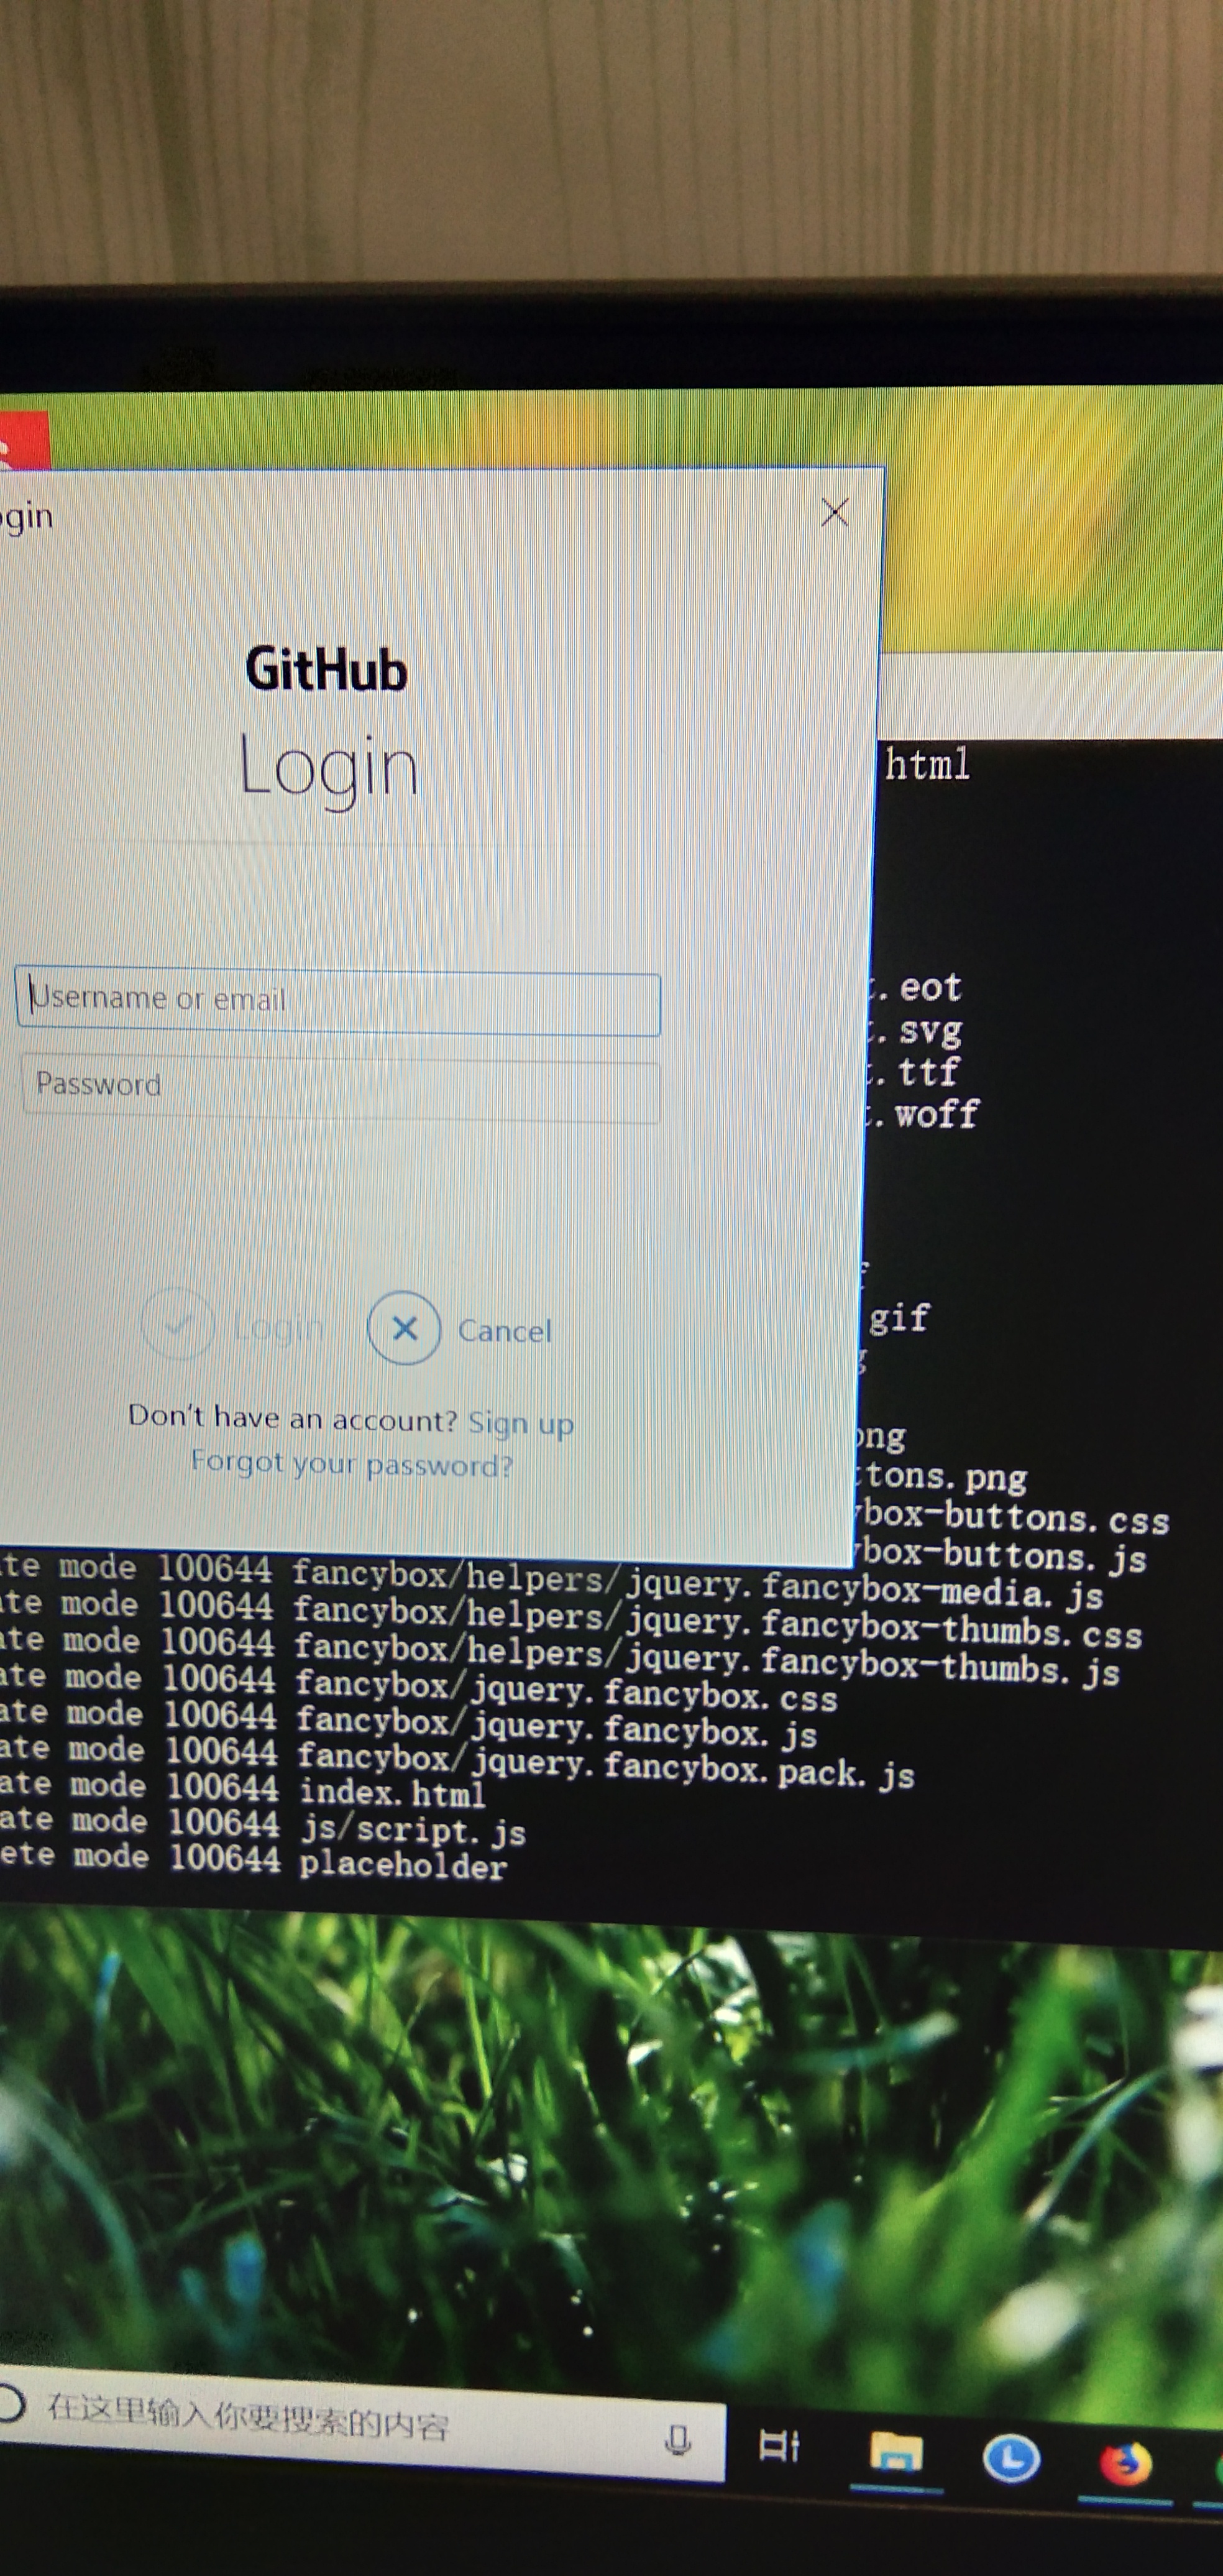 ogin
GitHub
Login
html
Username or email
.eot
.svg
Password
.ttf
.woff
gif
Login
Cancel
Don't have an account? Sign up
Forgot your password?
ng
tons.png
box-buttons.css
box-buttons.js
te mode 100644 fancybox/helpers/jquery.fancybox-media.js
ate mode 100644 fancybox/helpers/jquery.fancybox-thumbs.css
ate mode 100644 fancybox/helpers/jquery.fancybox-thumbs.js
ate mode 100644 fancybox/jquery.fancybox.css
ate mode 100644 fancybox/jquery.fancybox.js
ate mode 100644 fancybox/jquery.fancybox.pack.js
ate mode 100644 index.html
ate mode 100644 js/script.js
ete mode 100644 placeholder
在这里输入你要搜索的内容